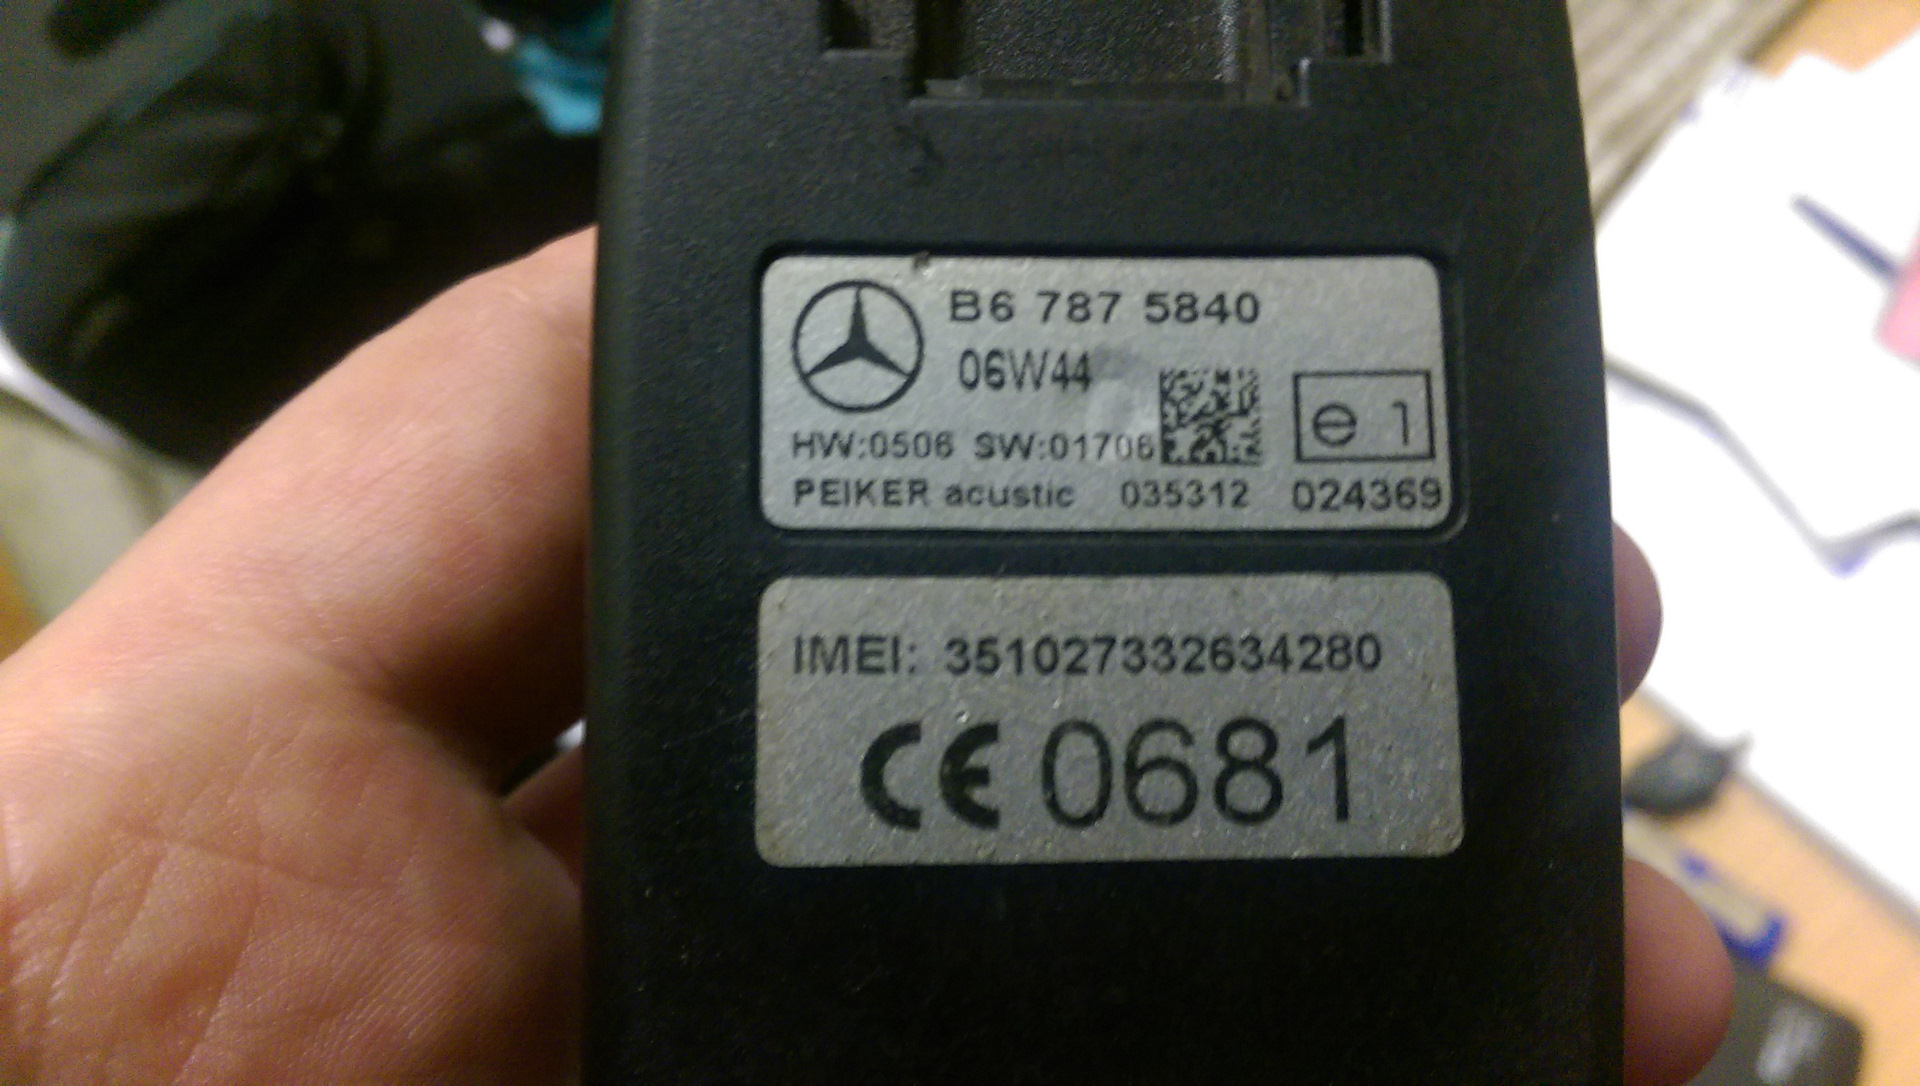 B6 787 5840
06W44
HW:0506 SW:01706
e 1
PEIKER acustic 035312 024369
IMEI: 351027332634280
CE 0681